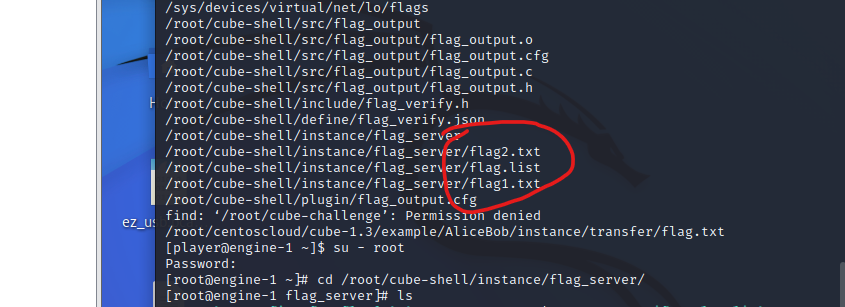 /sys/devices/virtual/net/lo/flags
/root/cube-shell/src/flag_output
/root/cube-shell/src/flag_output/flag_output.o
/root/cube-shell/src/flag_output/flag_output.cfg
/root/cube-shell/src/flag_output/flag_output.c
/root/cube-shell/src/flag_output/flag_output.h
/root/cube-shell/include/flag_verify.h
/root/cube-shell/define/flag_verify.json
/root/cube-shell/instance/flag_server
/root/cube-shell/instance/flag_server/flag2.txt
/root/cube-shell/instance/flag_server/flag.list
/root/cube-shell/instance/flag_server/flag1.txt
/root/cube-shell/plugin/flag_output.cfg
find: ‘/root/cube-challenge’: Permission denied
/root/centoscloud/cube-1.3/example/AliceBob/instance/transfer/flag.txt
[player@engine-1 ~]$ su - root
Password:
[root@engine-1 ~]# cd /root/cube-shell/instance/flag_server/
[root@engine-1 flag_server]# ls
ez_us